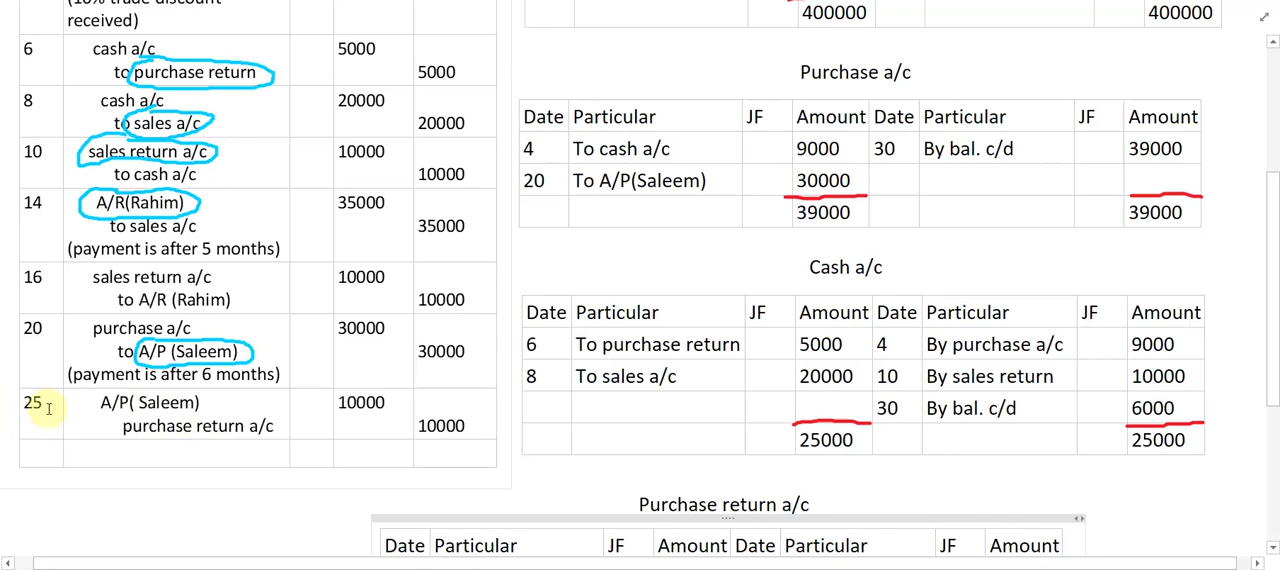 (10% trade discount
received)
6 cash a/c 5000
to purchase return 5000
8 cash a/c 20000
to sales a/c 20000
10 sales return a/c 10000
to cash a/c 10000
14 A/R(Rahim) 35000
to sales a/c 35000
(payment is after 5 months)
16 sales return a/c 10000
to A/R (Rahim) 10000
20 purchase a/c 30000
to A/P (Saleem) 30000
(payment is after 6 months)
25 A/P( Saleem) 10000
purchase return a/c 10000
400000 400000
Purchase a/c
Date Particular JF Amount Date Particular JF Amount
4 To cash a/c 9000 30 By bal. c/d 39000
20 To A/P(Saleem) 30000
39000 39000
Cash a/c
Date Particular JF Amount Date Particular JF Amount
6 To purchase return 5000 4 By purchase a/c 9000
8 To sales a/c 20000 10 By sales return 10000
30 By bal. c/d 6000
25000 25000
Purchase return a/c
Date Particular JF Amount Date Particular JF Amount